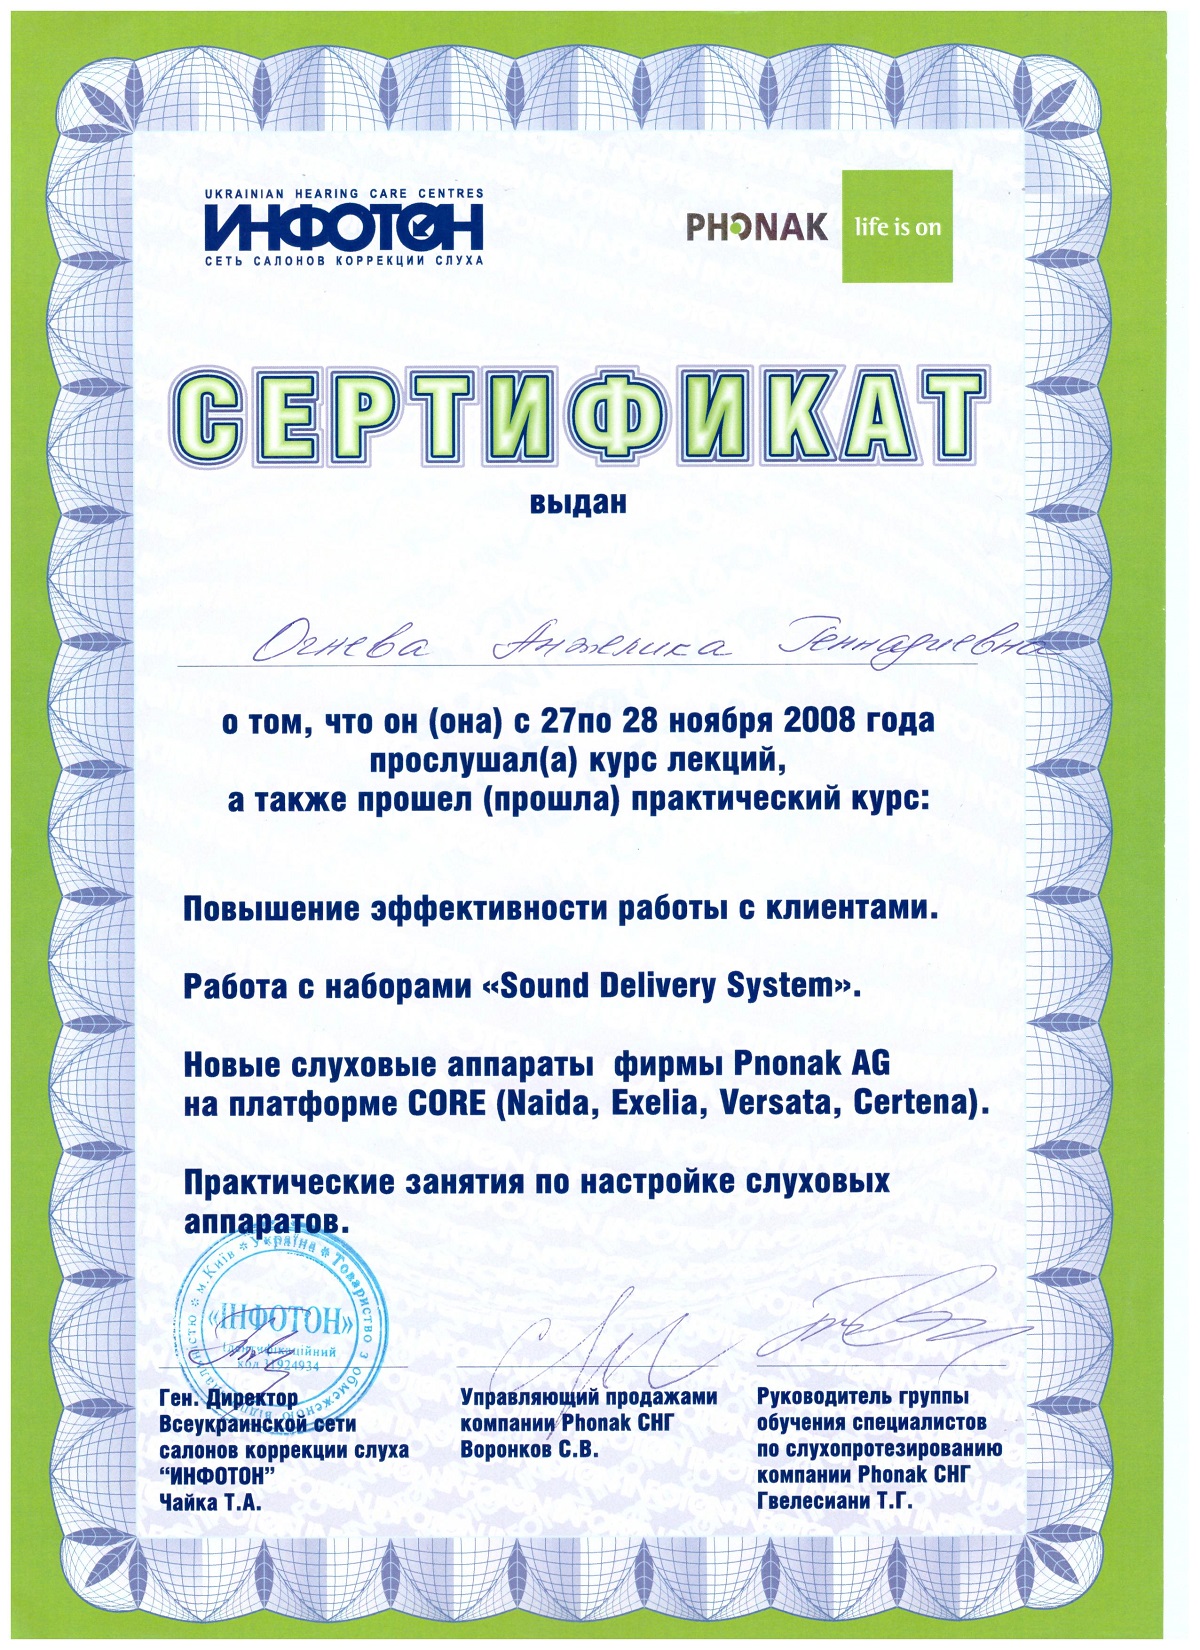 UKRAINIAN HEARING CARE CENTRES
ИНФОТОН
СЕТЬ САЛОНОВ КОРРЕКЦИИ СЛУХА
PHONAK
life is on
СЕРТИФИКАТ
выдан
Огнева Анжелика Геннадиевна
о том, что он (она) с 27по 28 ноября 2008 года
прослушал(а) курс лекций,
а также прошел (прошла) практический курс:
Повышение эффективности работы с клиентами.
Работа с наборами «Sound Delivery System».
Новые слуховые аппараты фирмы Pnonak AG
на платформе CORE (Naida, Exelia, Versata, Certena).
Практические занятия по настройке слуховых
аппаратов.
м.Київ * Україна * Товариство з обмеженою відповідальністю *
«ІНФОТОН»
Ідентифікаційний
код 11924934
Ген. Директор
Всеукраинской сети
салонов коррекции слуха
“ИНФОТОН”
Чайка Т.А.
Управляющий продажами
компании Phonak СНГ
Воронков С.В.
Руководитель группы
обучения специалистов
по слухопротезированию
компании Phonak СНГ
Гвелесиани Т.Г.